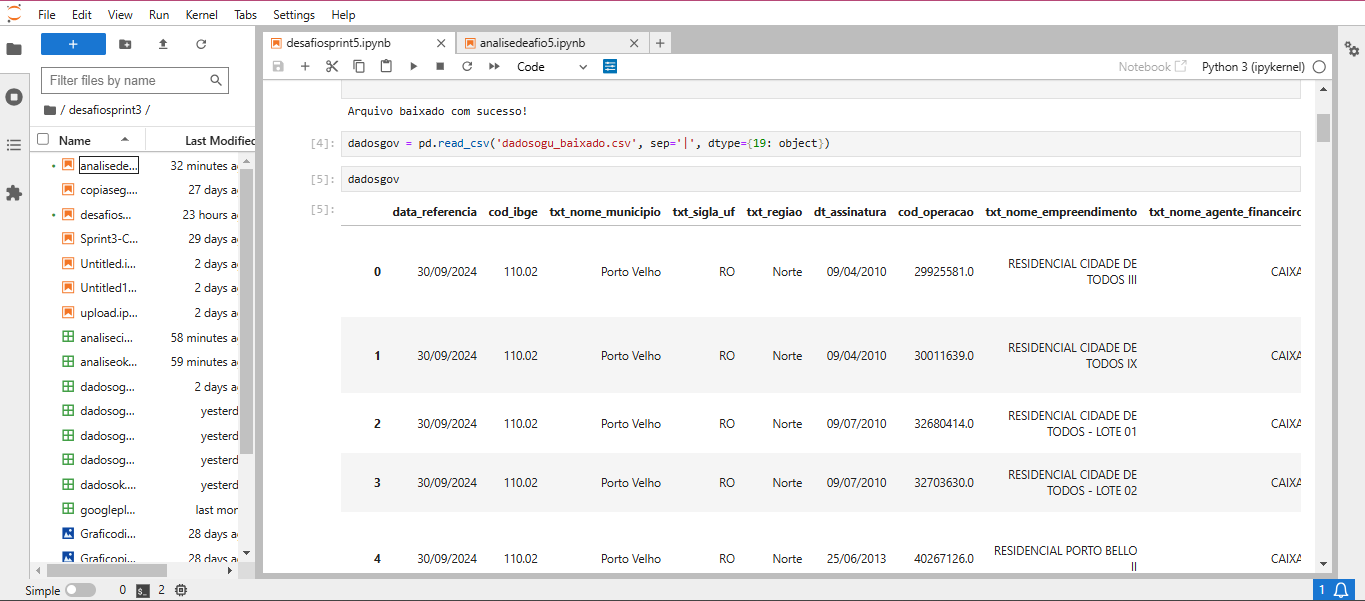 File Edit View Run Kernel Tabs Settings Help
desafiosprint5.ipynb
analisedeafio5.ipynb
Filter files by name
/ desafiosprint3 /
Name Last Modified
analisede... 32 minutes a
copiaseg.... 27 days a
desafios... 23 hours a
Sprint3-C... 29 days a
Untitled.i... 2 days a
Untitled1... 2 days a
upload.ip... 2 days a
analiseci... 58 minutes a
analiseok... 59 minutes a
dadosog... 2 days a
dadosog... yesterd
dadosog... yesterd
dadosog... yesterd
dadosok.... yesterd
googlepl... last mor
Graficodi... 28 days a
Graficopi... 28 days a
Code
Notebook
Python 3 (ipykernel)
Arquivo baixado com sucesso!
[4]: dadosgov = pd.read_csv('dadosogu_baixado.csv', sep='|', dtype={19: object})
[5]: dadosgov
[5]:
data_referencia cod_ibge txt_nome_municipio txt_sigla_uf txt_regiao dt_assinatura cod_operacao txt_nome_empreendimento txt_nome_agente_financeiro
0 30/09/2024 110.02 Porto Velho RO Norte 09/04/2010 29925581.0 RESIDENCIAL CIDADE DE TODOS III CAIXA
1 30/09/2024 110.02 Porto Velho RO Norte 09/04/2010 30011639.0 RESIDENCIAL CIDADE DE TODOS IX CAIXA
2 30/09/2024 110.02 Porto Velho RO Norte 09/07/2010 32680414.0 RESIDENCIAL CIDADE DE TODOS - LOTE 01 CAIXA
3 30/09/2024 110.02 Porto Velho RO Norte 09/07/2010 32703630.0 RESIDENCIAL CIDADE DE TODOS - LOTE 02 CAIXA
4 30/09/2024 110.02 Porto Velho RO Norte 25/06/2013 40267126.0 RESIDENCIAL PORTO BELLO II CAIXA
Simple 0 2
1